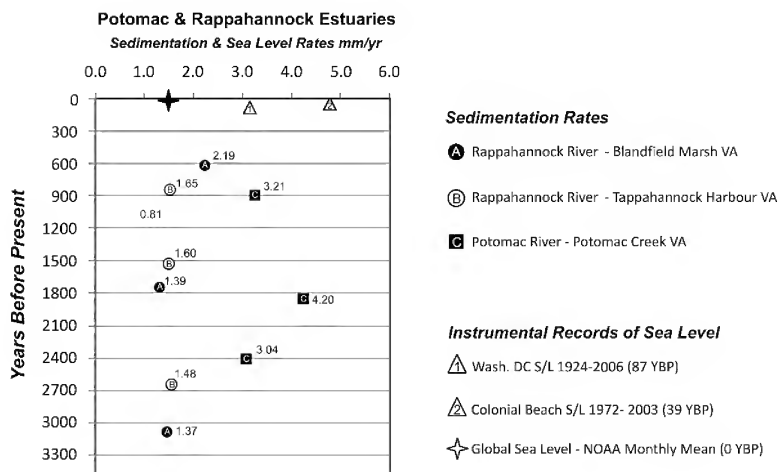 Potomac & Rappahannock Estuaries
Sedimentation & Sea Level Rates mm/yr
0.0 1.0 2.0 3.0 4.0 5.0 6.0
Years Before Present
0
300
600
900
1200
1500
1800
2100
2400
2700
3000
3300
1
2
A 2.19
B 1.65
C 3.21
0.81
B 1.60
A 1.39
C 4.20
C 3.04
B 1.48
A 1.37
Sedimentation Rates
A Rappahannock River - Blandfield Marsh VA
B Rappahannock River - Tappahannock Harbour VA
C Potomac River - Potomac Creek VA
Instrumental Records of Sea Level
1 Wash. DC S/L 1924-2006 (87 YBP)
2 Colonial Beach S/L 1972- 2003 (39 YBP)
Global Sea Level - NOAA Monthly Mean (0 YBP)